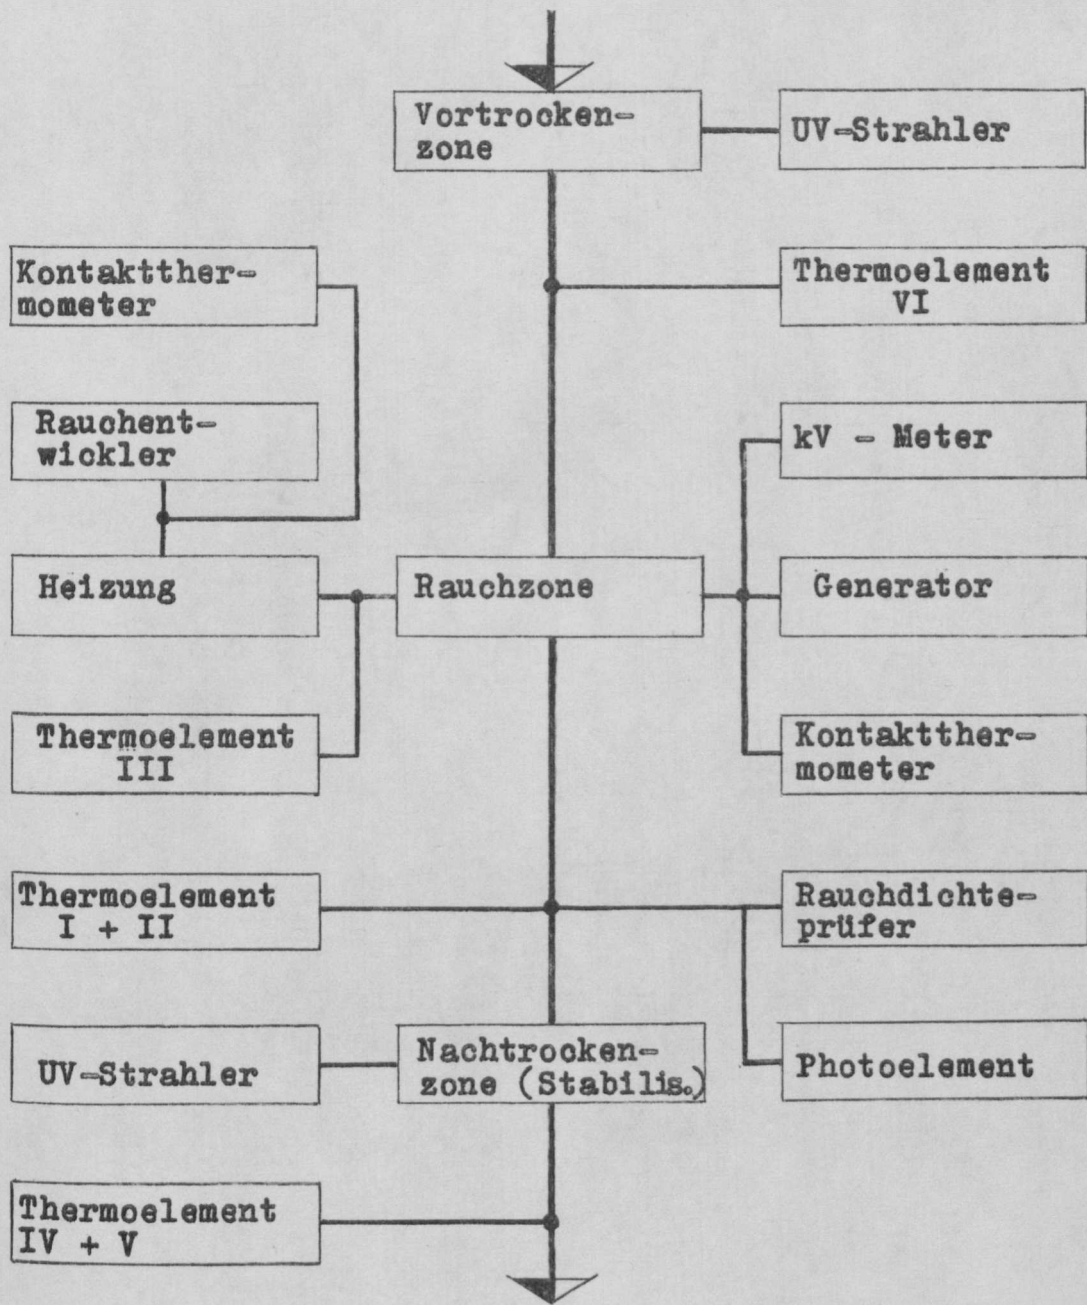 Vortrocken-
zone
UV-Strahler
Kontaktther-
mometer
Thermoelement
VI
Rauchent-
wickler
kV - Meter
Heizung
Rauchzone
Generator
Thermoelement
III
Kontaktther-
mometer
Thermoelement
I + II
Rauchdichte-
prüfer
UV-Strahler
Nachtrocken-
zone (Stabilis.)
Photoelement
Thermoelement
IV + V